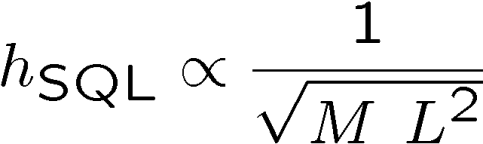 h_SQL ∝ 1/√(M L²)